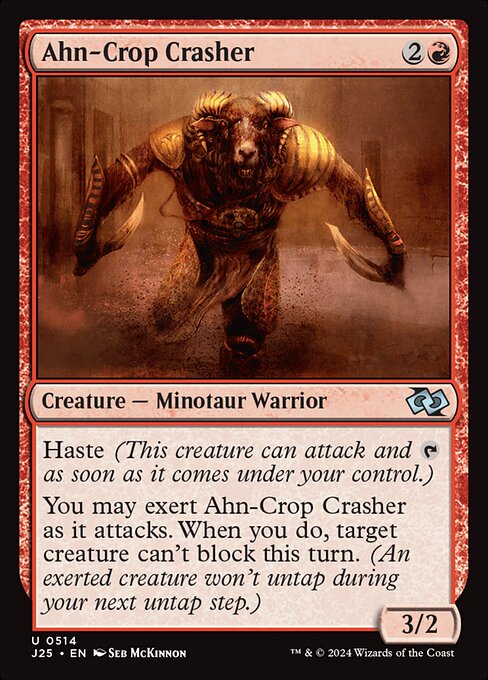 Ahn-Crop Crasher 2
Creature — Minotaur Warrior
Haste (This creature can attack and
as soon as it comes under your control.)
You may exert Ahn-Crop Crasher
as it attacks. When you do, target
creature can't block this turn. (An
exerted creature won't untap during
your next untap step.)
3/2
U 0514
J25 • EN Seb McKinnon ™ & © 2024 Wizards of the Coast